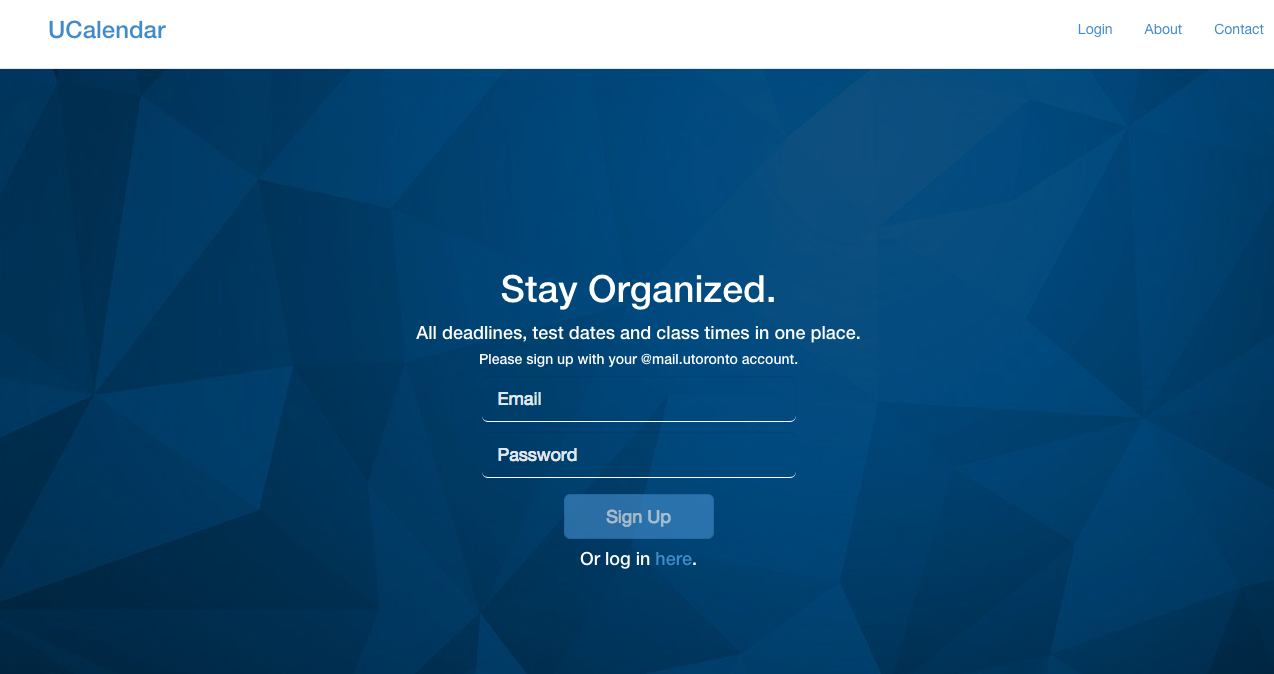 UCalendar
Login About Contact
Stay Organized.
All deadlines, test dates and class times in one place.
Please sign up with your @mail.utoronto account.
Email
Password
Sign Up
Or log in here.